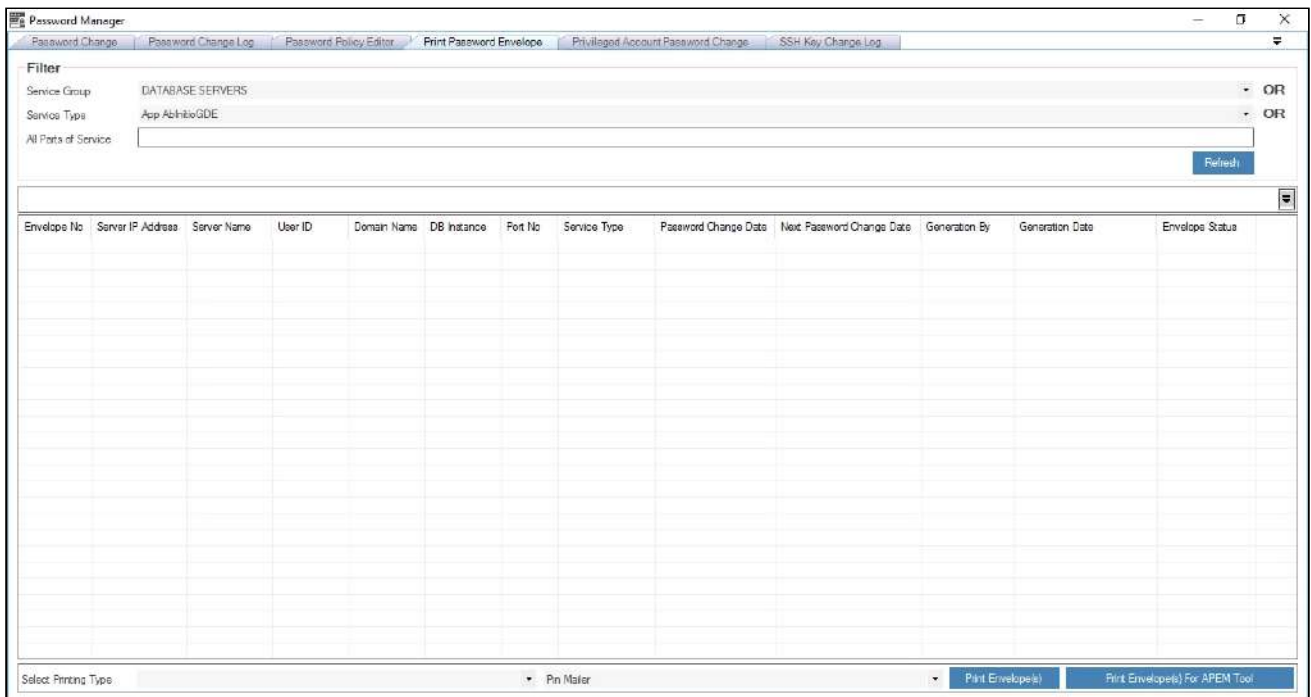 Password Manager
Password Change Password Change Log Password Policy Editor Print Password Envelope Privileged Account Password Change SSH Key Change Log
Filter
Service Group DATABASE SERVERS OR
Service Type App AbInitioGDE OR
All Parts of Service
Refresh
Envelope No Server IP Address Server Name User ID Domain Name DB Instance Port No Service Type Password Change Date Next Password Change Date Generation By Generation Date Envelope Status
Select Printing Type Pin Mailer Print Envelope(s) Print Envelope(s) For APEM Tool